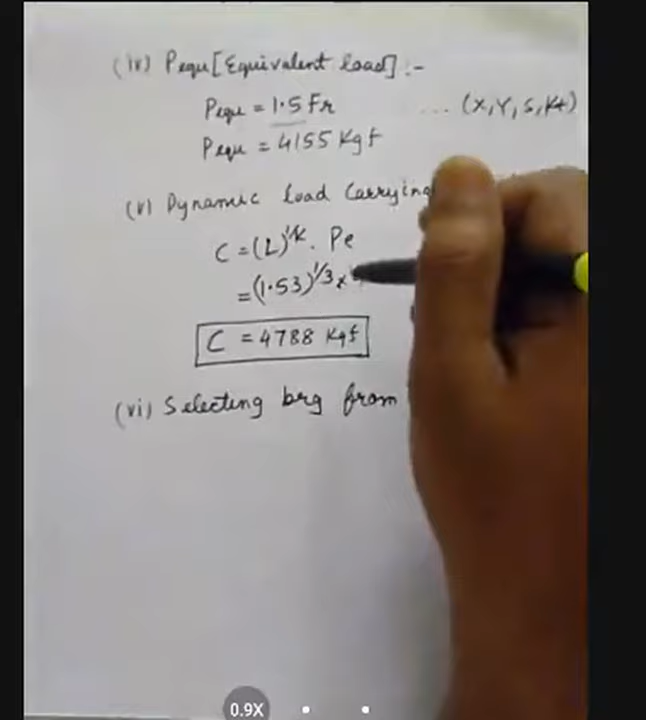 (iv) Pequ [Equivalent load] :-
Pequ = 1.5 Fr ... (X, Y, S, Kt)
Pequ = 4155 Kgf
(v) Dynamic load Carrying
C = (L)^1/k . Pe
= (1.53)^1/3 x
C = 4788 Kgf
(vi) Selecting brg from
0.9X